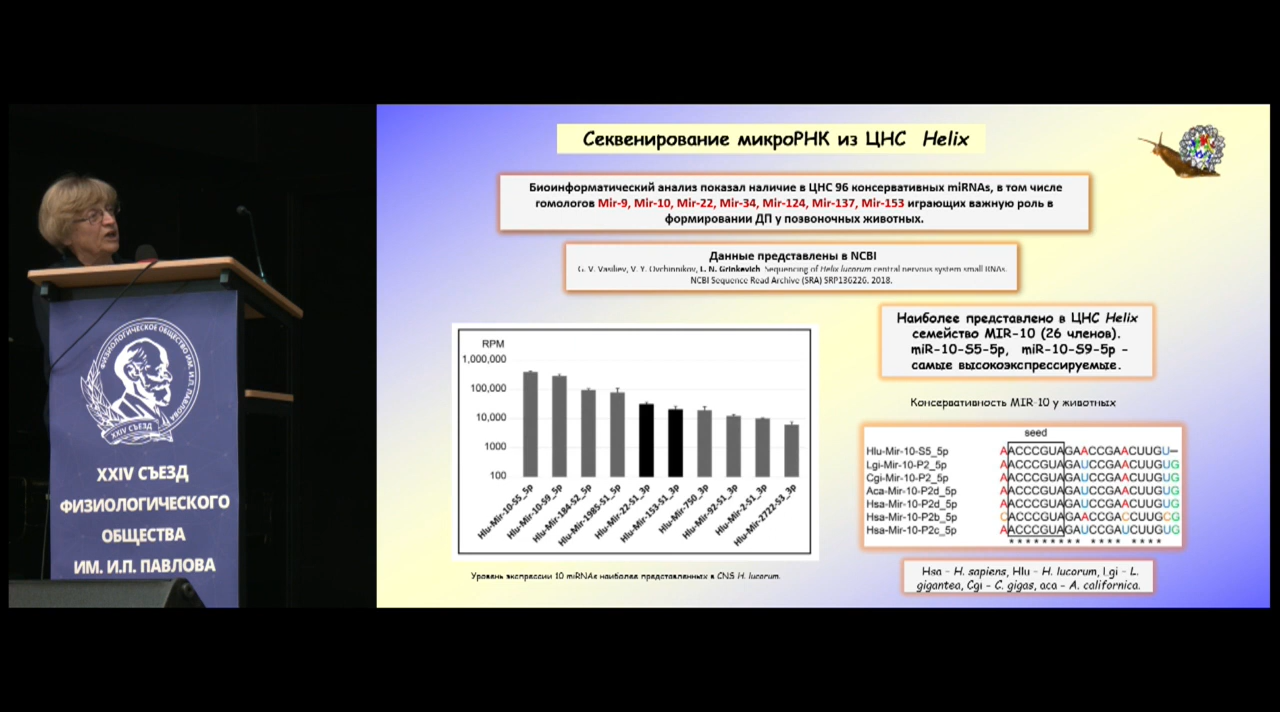 Секвенирование микроРНК из ЦНС Helix
Биоинформатический анализ показал наличие в ЦНС 96 консервативных miRNAs, в том числе
гомологов Mir-9, Mir-10, Mir-22, Mir-34, Mir-124, Mir-137, Mir-153 играющих важную роль в
формировании ДП у позвоночных животных.
Данные представлены в NCBI
G. V. Vasiliev, V. Y. Ovchinnikov, L. N. Grinkevich. Sequencing of Helix lucorum central nervous system small RNAs.
NCBI Sequence Read Archive (SRA) SRP136226. 2018.
Наиболее представлено в ЦНС Helix
семейство MIR-10 (26 членов).
miR-10-S5-5p, miR-10-S9-5p -
самые высокоэкспрессируемые.
RPM
1,000,000
100,000
10,000
1000
100
Hlu-Mir-10-S5_5p
Hlu-Mir-10-S9_5p
Hlu-Mir-184-S2_5p
Hlu-Mir-1985-S1_5p
Hlu-Mir-22-S1_3p
Hlu-Mir-153-S1_3p
Hlu-Mir-750_3p
Hlu-Mir-92-S1_3p
Hlu-Mir-2-S1_3p
Hlu-Mir-2722-S3_3p
Уровень экспрессии 10 miRNAs наиболее представленных в CNS H. lucorum.
Консервативность MIR-10 у животных
seed
Hlu-Mir-10-S5_5p AACCCGUAGAACCGAACUUGU–
Lgi-Mir-10-P2_5p AACCCGUAGAUCCGAACUUGUG
Cgi-Mir-10-P2_5p AACCCGUAGAUCCGAACUUGUG
Aca-Mir-10-P2d_5p AACCCGUAGAUCCGAACUUGUG
Hsa-Mir-10-P2d_5p AACCCGUAGAUCCGAACUUGUG
Hsa-Mir-10-P2b_5p CACCCGUAGAACCGACCUUGCG
Hsa-Mir-10-P2c_5p AACCCGUAGAUCCGAUCUUGUG
********* **** ****
Hsa - H. sapiens, Hlu - H. lucorum, Lgi - L.
gigantea, Cgi - C. gigas, aca - A. californica.
ФИЗИОЛОГИЧЕСКОЕ ОБЩЕСТВО ИМ. И.П. ПАВЛОВА
XXIV СЪЕЗД
XXIV СЪЕЗД
ФИЗИОЛОГИЧЕСКОГО
ОБЩЕСТВА
ИМ. И.П. ПАВЛОВА